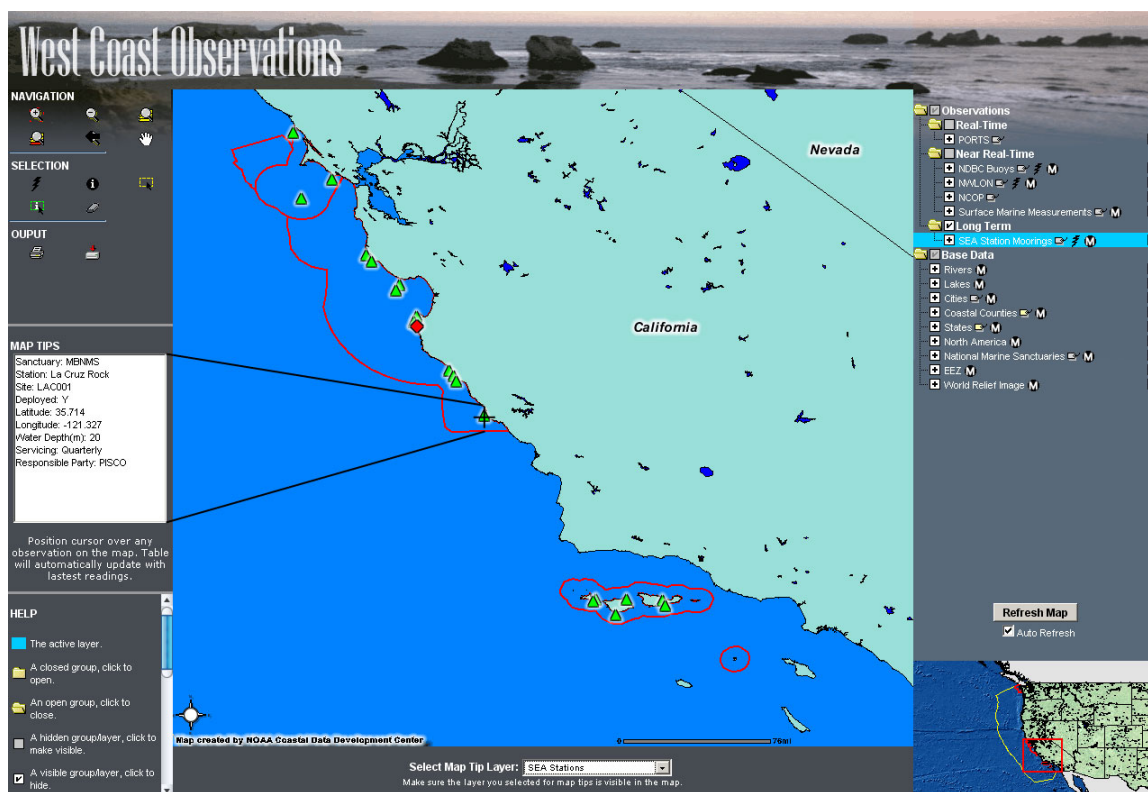 West Coast Observations
NAVIGATION
SELECTION
OUPUT
MAP TIPS
Sanctuary: MBNMS
Station: La Cruz Rock
Site: LAC001
Deployed: Y
Latitude: 35.714
Longitude: -121.327
Water Depth(m): 20
Servicing: Quarterly
Responsible Party: PISCO
Position cursor over any
observation on the map. Table
will automatically update with
lastest readings.
HELP
The active layer.
A closed group, click to
open.
An open group, click to
close.
A hidden group/layer, click to
make visible.
A visible group/layer, click to
hide.
Nevada
California
Map created by NOAA Coastal Data Development Center
0 76mi
Select Map Tip Layer: SEA Stations
Make sure the layer you selected for map tips is visible in the map.
Observations
Real-Time
PORTS
Near Real-Time
NDBC Buoys M
NWLON M
NCOP
Surface Marine Measurements M
Long Term
SEA Station Moorings M
Base Data
Rivers M
Lakes M
Cities M
Coastal Counties M
States M
North America M
National Marine Sanctuaries M
EEZ M
World Relief Image M
Refresh Map
Auto Refresh